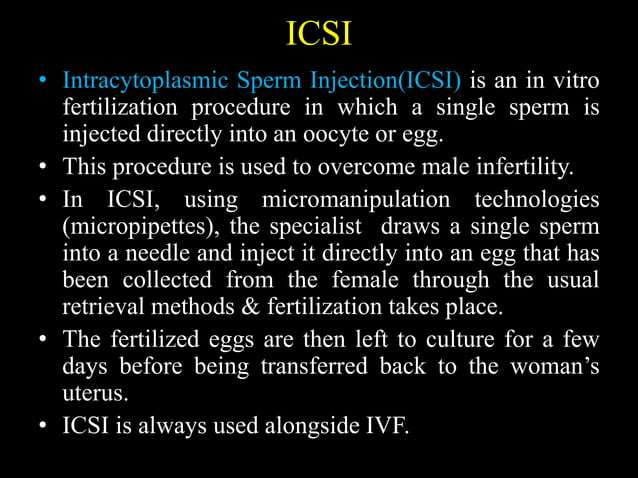 ICSI
• Intracytoplasmic Sperm Injection(ICSI) is an in vitro
fertilization procedure in which a single sperm is
injected directly into an oocyte or egg.
• This procedure is used to overcome male infertility.
• In ICSI, using micromanipulation technologies
(micropipettes), the specialist draws a single sperm
into a needle and inject it directly into an egg that has
been collected from the female through the usual
retrieval methods & fertilization takes place.
• The fertilized eggs are then left to culture for a few
days before being transferred back to the woman’s
uterus.
• ICSI is always used alongside IVF.